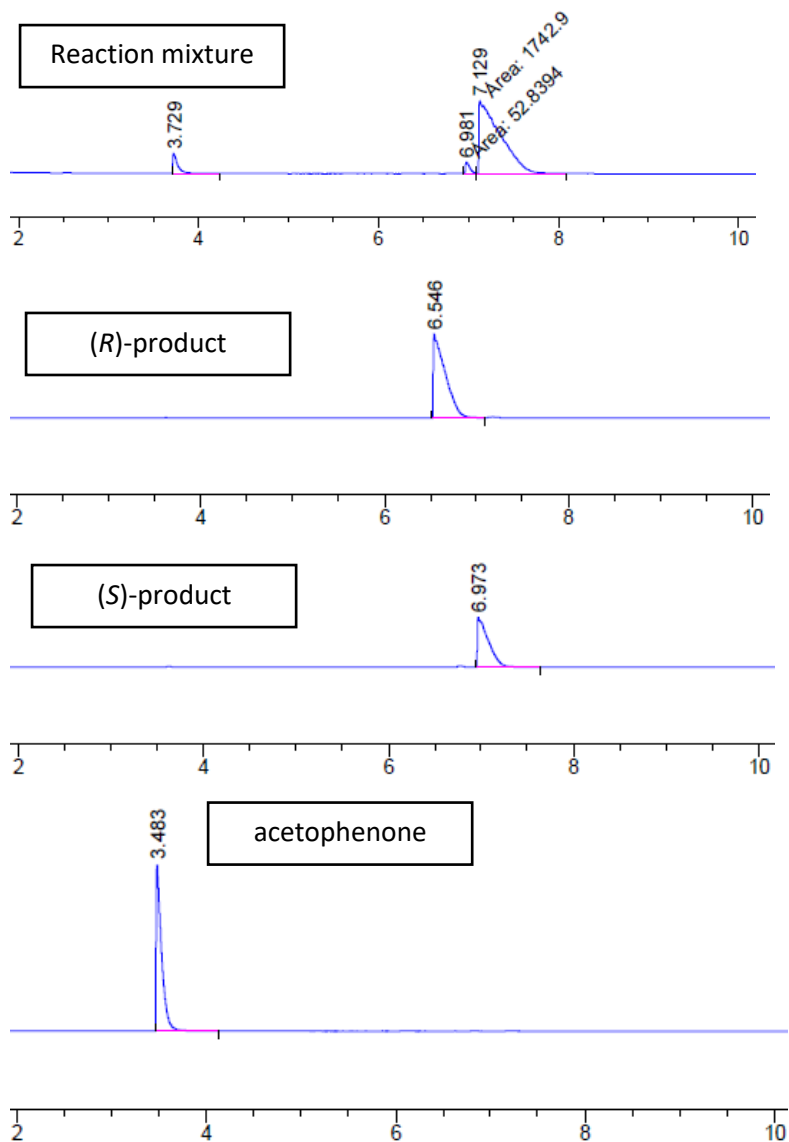 Reaction mixture
3.729
6.981
Area: 52.8394
7.129
Area: 1742.9
2 4 6 8 10
(R)-product
6.546
2 4 6 8 10
(S)-product
6.973
2 4 6 8 10
acetophenone
3.483
2 4 6 8 10